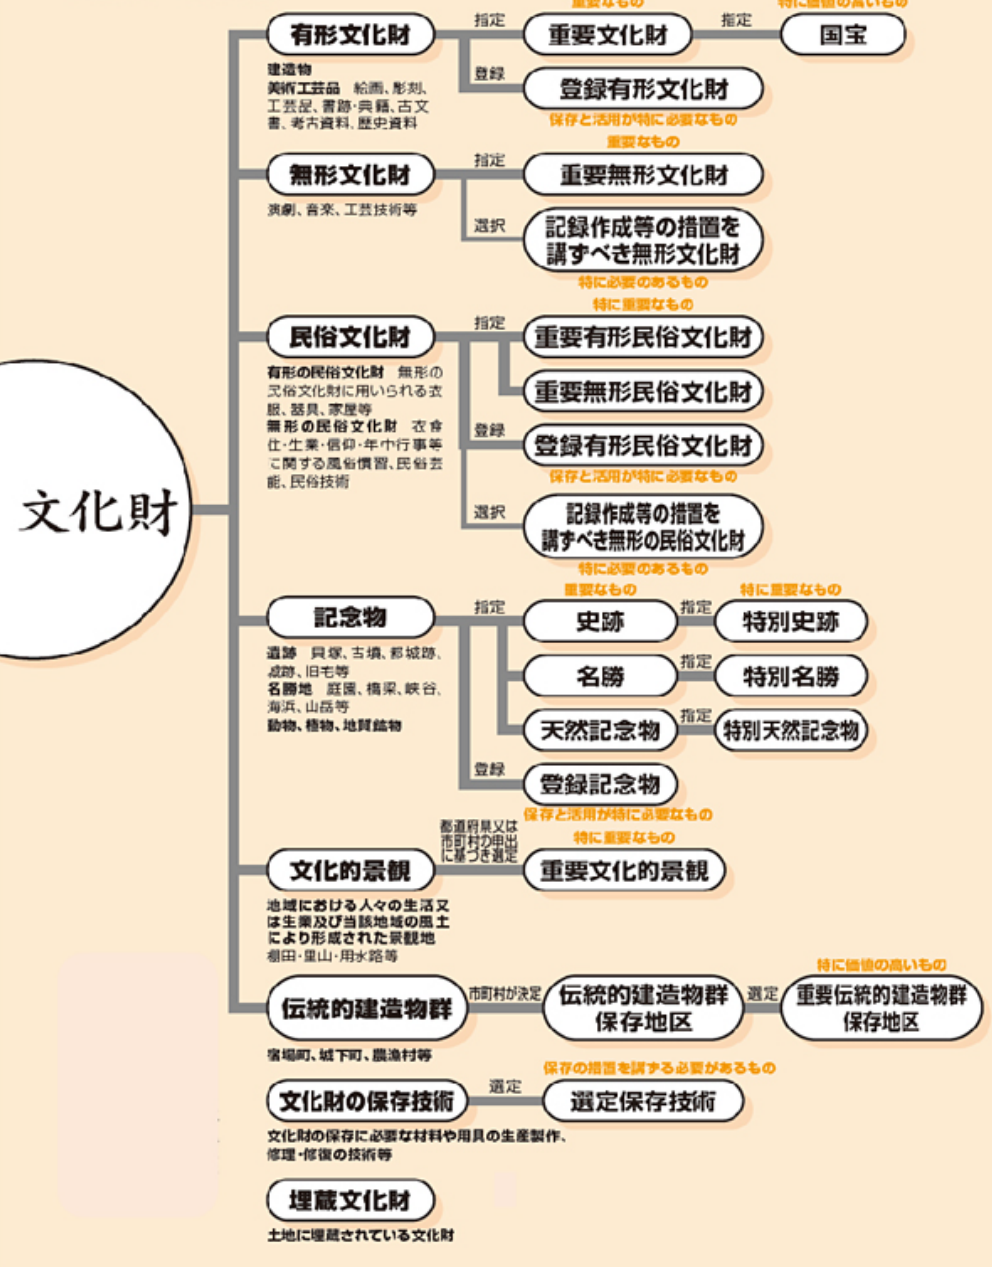 文化財
重要なもの
特に価値の高いもの
有形文化財
指定
重要文化財
指定
国宝
建造物
美術工芸品 絵画、彫刻、
工芸品、書跡・典籍、古文
書、考古資料、歴史資料
登録
登録有形文化財
保存と活用が特に必要なもの
重要なもの
無形文化財
指定
重要無形文化財
演劇、音楽、工芸技術等
選択
記録作成等の措置を
講ずべき無形文化財
特に必要のあるもの
特に重要なもの
民俗文化財
指定
重要有形民俗文化財
有形の民俗文化財 無形の
民俗文化財に用いられる衣
服、器具、家屋等
無形の民俗文化財 衣食
住・生業・信仰・年中行事等
に関する風俗慣習、民俗芸
能、民俗技術
重要無形民俗文化財
登録
登録有形民俗文化財
保存と活用が特に必要なもの
選択
記録作成等の措置を
講ずべき無形の民俗文化財
特に必要のあるもの
重要なもの
特に重要なもの
記念物
指定
史跡
指定
特別史跡
遺跡 貝塚、古墳、都城跡、
城跡、旧宅等
名勝地 庭園、橋梁、峡谷、
海浜、山岳等
動物、植物、地質鉱物
名勝
指定
特別名勝
天然記念物
指定
特別天然記念物
登録
登録記念物
保存と活用が特に必要なもの
都道府県又は
市町村の申出
に基づき選定
特に重要なもの
文化的景観
重要文化的景観
地域における人々の生活又
は生業及び当該地域の風土
により形成された景観地
棚田・里山・用水路等
特に価値の高いもの
伝統的建造物群
市町村が決定
伝統的建造物群
保存地区
選定
重要伝統的建造物群
保存地区
宿場町、城下町、農漁村等
保存の措置を講ずる必要があるもの
文化財の保存技術
選定
選定保存技術
文化財の保存に必要な材料や用具の生産製作、
修理・修復の技術等
埋蔵文化財
土地に埋蔵されている文化財